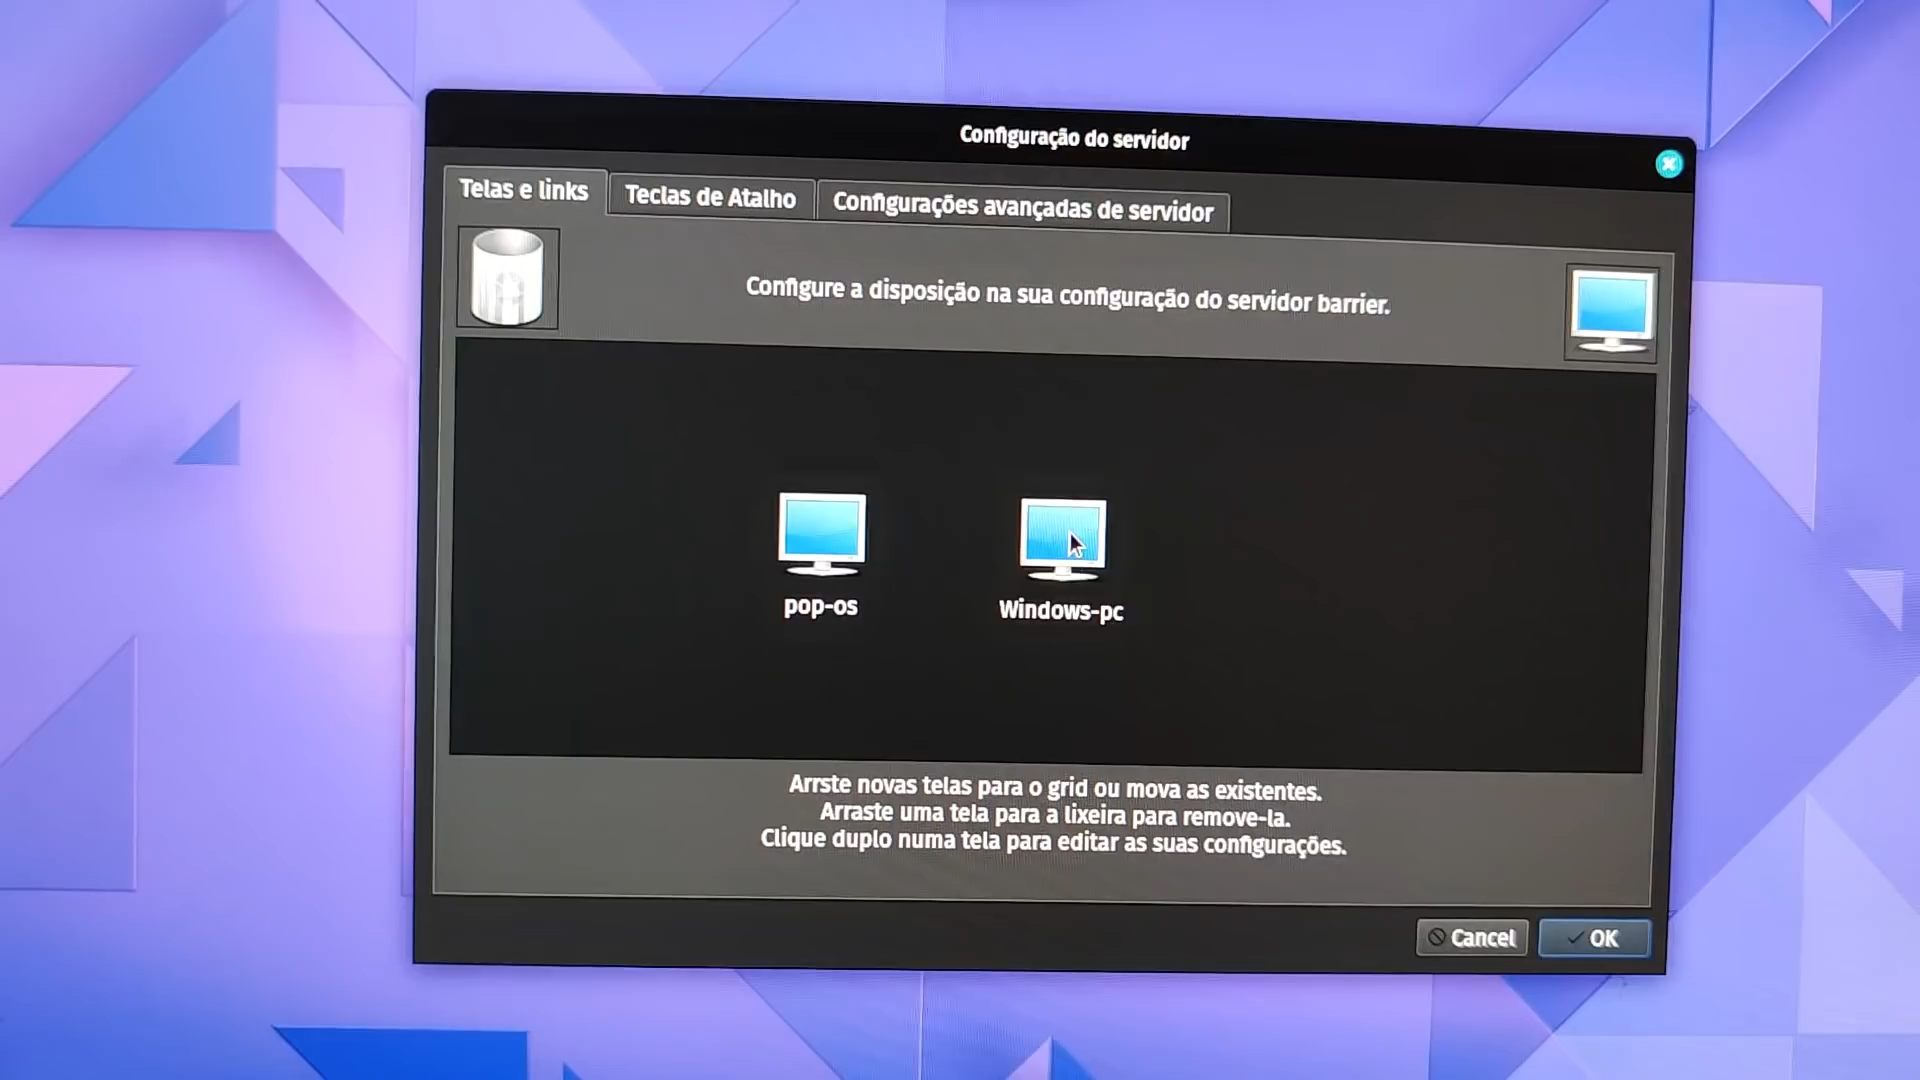 Configuração do servidor
Telas e links
Teclas de Atalho
Configurações avançadas de servidor
Configure a disposição na sua configuração do servidor barrier.
pop-os
Windows-pc
Arrste novas telas para o grid ou mova as existentes.
Arraste uma tela para a lixeira para remove-la.
Clique duplo numa tela para editar as suas configurações.
Cancel
OK